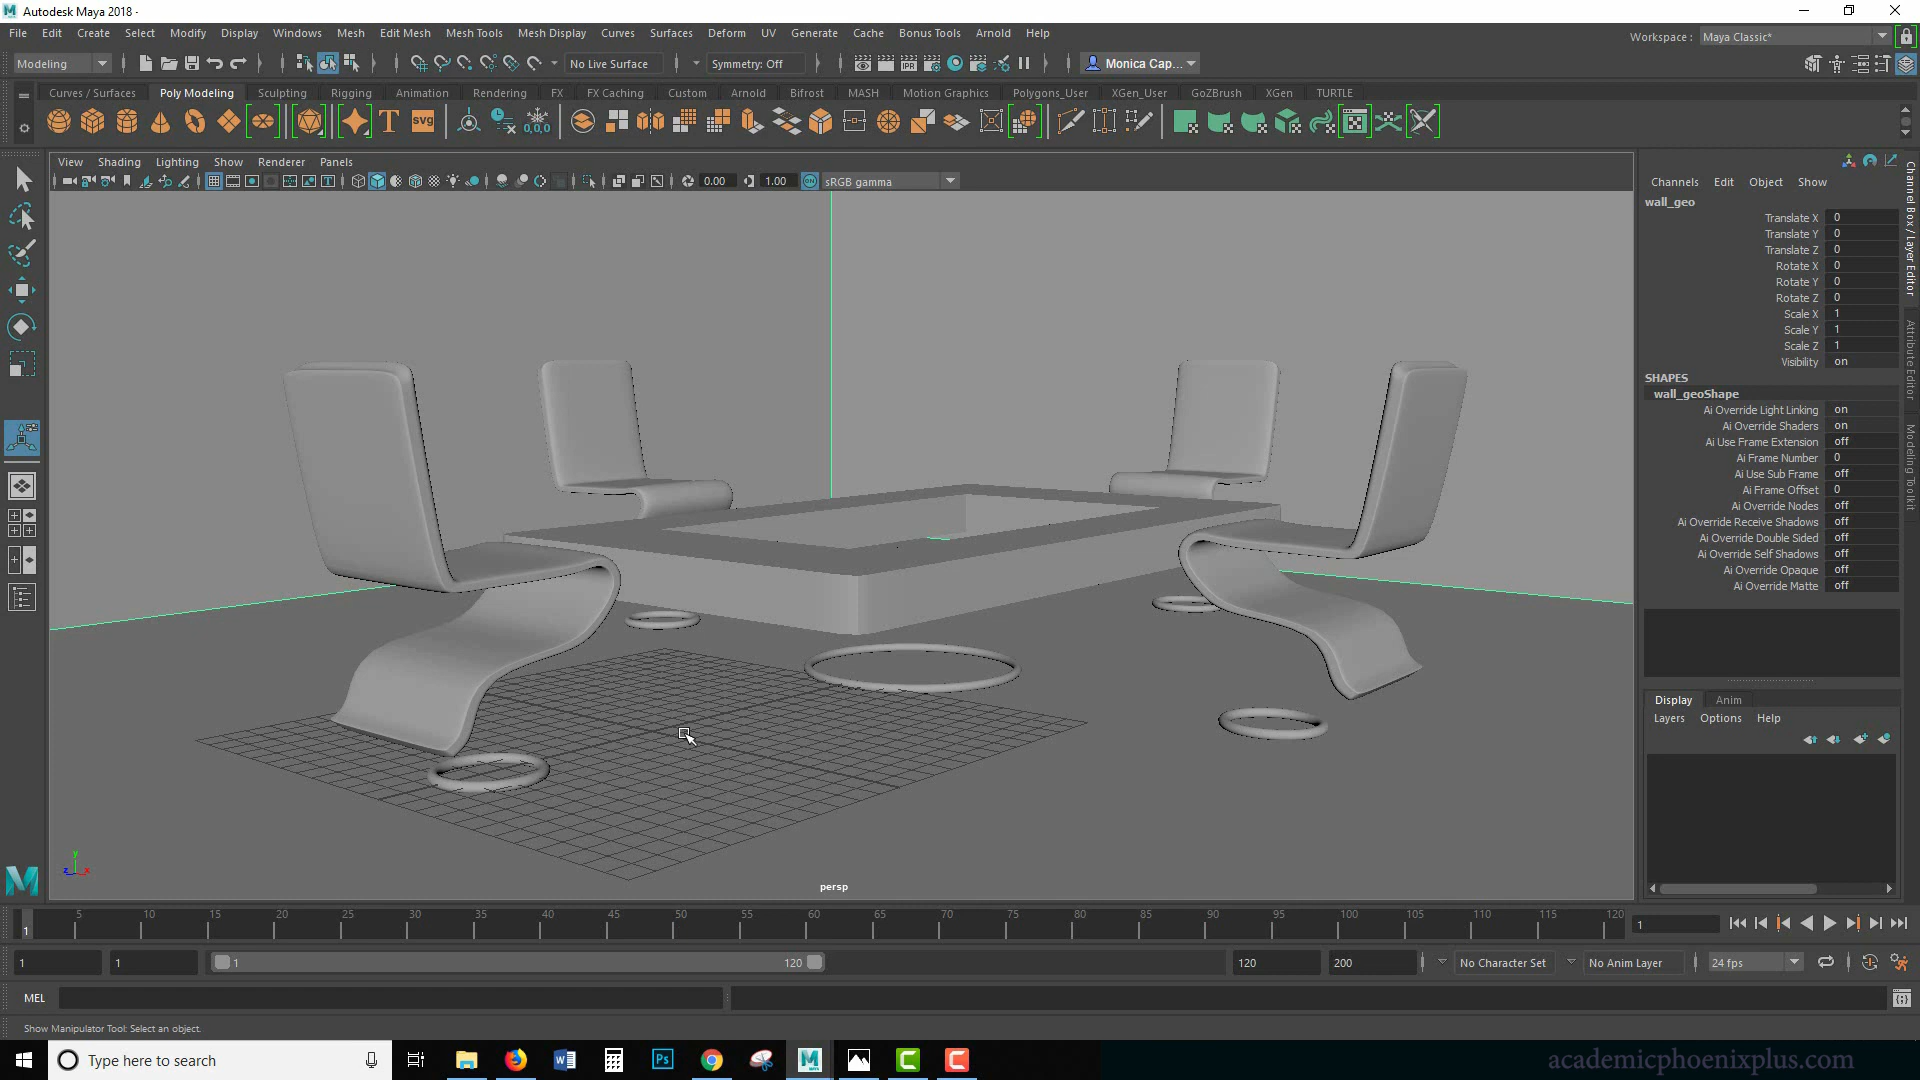 Autodesk Maya 2018 -
File Edit Create Select Modify Display Windows Mesh Edit Mesh Mesh Tools Mesh Display Curves Surfaces Deform UV Generate Cache Bonus Tools Arnold Help
Workspace : Maya Classic*
Modeling No Live Surface Symmetry: Off Monica Cap...
Curves / Surfaces Poly Modeling Sculpting Rigging Animation Rendering FX FX Caching Custom Arnold Bifrost MASH Motion Graphics Polygons_User XGen_User GoZBrush XGen TURTLE
View Shading Lighting Show Renderer Panels
0.00 1.00 sRGB gamma
persp
Channels Edit Object Show
wall_geo
Translate X 0
Translate Y 0
Translate Z 0
Rotate X 0
Rotate Y 0
Rotate Z 0
Scale X 1
Scale Y 1
Scale Z 1
Visibility on
SHAPES
wall_geoShape
Ai Override Light Linking on
Ai Override Shaders on
Ai Use Frame Extension off
Ai Frame Number 0
Ai Use Sub Frame off
Ai Frame Offset 0
Ai Override Nodes off
Ai Override Receive Shadows off
Ai Override Double Sided off
Ai Override Self Shadows off
Ai Override Opaque off
Ai Override Matte off
Channel Box / Layer Editor
Attribute Editor
Modeling Toolkit
Display Anim
Layers Options Help
5 10 15 20 25 30 35 40 45 50 55 60 65 70 75 80 85 90 95 100 105 110 115 120
1 1
1 1 1 120 120 200 No Character Set No Anim Layer 24 fps
MEL
Show Manipulator Tool: Select an object.
Type here to search
academicphoenixplus.com